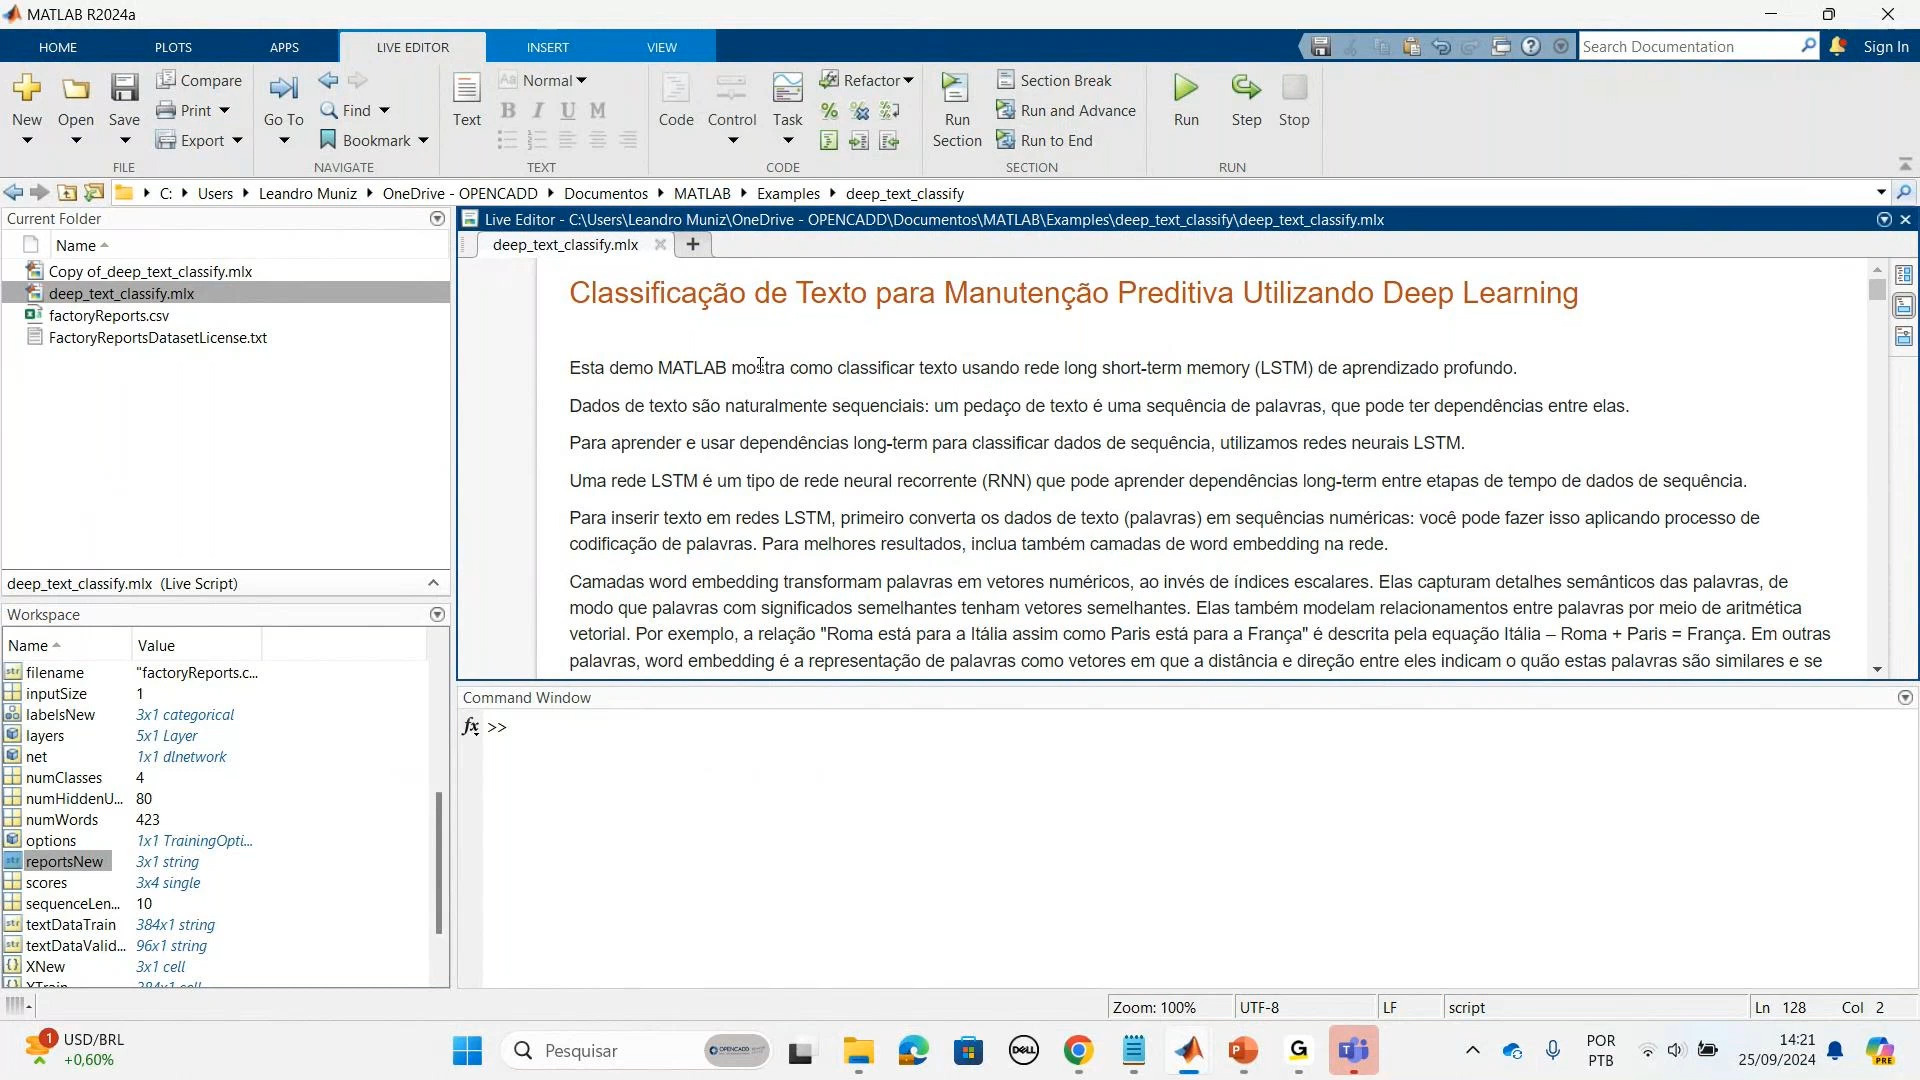 MATLAB R2024a
HOME PLOTS APPS LIVE EDITOR INSERT VIEW
Search Documentation
Sign In
New
Open
Save
Compare
Print
Export
FILE
Go To
Find
Bookmark
NAVIGATE
Text
Aa Normal
B I U M
TEXT
Code
Control
Task
Refactor
CODE
Run Section
Section Break
Run and Advance
Run to End
SECTION
Run
Step
Stop
RUN
C: Users Leandro Muniz OneDrive - OPENCADD Documentos MATLAB Examples deep_text_classify
Current Folder
Name
Copy of_deep_text_classify.mlx
deep_text_classify.mlx
factoryReports.csv
FactoryReportsDatasetLicense.txt
deep_text_classify.mlx (Live Script)
Workspace
Name Value
filename "factoryReports.c...
inputSize 1
labelsNew 3x1 categorical
layers 5x1 Layer
net 1x1 dlnetwork
numClasses 4
numHiddenU... 80
numWords 423
options 1x1 TrainingOpti...
reportsNew 3x1 string
scores 3x4 single
sequenceLen... 10
textDataTrain 384x1 string
textDataValid... 96x1 string
XNew 3x1 cell
XTrain 384x1 cell
Live Editor - C:\Users\Leandro Muniz\OneDrive - OPENCADD\Documentos\MATLAB\Examples\deep_text_classify\deep_text_classify.mlx
deep_text_classify.mlx
Classificação de Texto para Manutenção Preditiva Utilizando Deep Learning
Esta demo MATLAB mostra como classificar texto usando rede long short-term memory (LSTM) de aprendizado profundo.
Dados de texto são naturalmente sequenciais: um pedaço de texto é uma sequência de palavras, que pode ter dependências entre elas.
Para aprender e usar dependências long-term para classificar dados de sequência, utilizamos redes neurais LSTM.
Uma rede LSTM é um tipo de rede neural recorrente (RNN) que pode aprender dependências long-term entre etapas de tempo de dados de sequência.
Para inserir texto em redes LSTM, primeiro converta os dados de texto (palavras) em sequências numéricas: você pode fazer isso aplicando processo de
codificação de palavras. Para melhores resultados, inclua também camadas de word embedding na rede.
Camadas word embedding transformam palavras em vetores numéricos, ao invés de índices escalares. Elas capturam detalhes semânticos das palavras, de
modo que palavras com significados semelhantes tenham vetores semelhantes. Elas também modelam relacionamentos entre palavras por meio de aritmética
vetorial. Por exemplo, a relação "Roma está para a Itália assim como Paris está para a França" é descrita pela equação Itália – Roma + Paris = França. Em outras
palavras, word embedding é a representação de palavras como vetores em que a distância e direção entre eles indicam o quão estas palavras são similares e se
Command Window
fx >>
Zoom: 100% UTF-8 LF script Ln 128 Col 2
1
USD/BRL
+0,60%
Pesquisar
OPENCADD
DELL
POR
PTB
14:21
25/09/2024
PRE